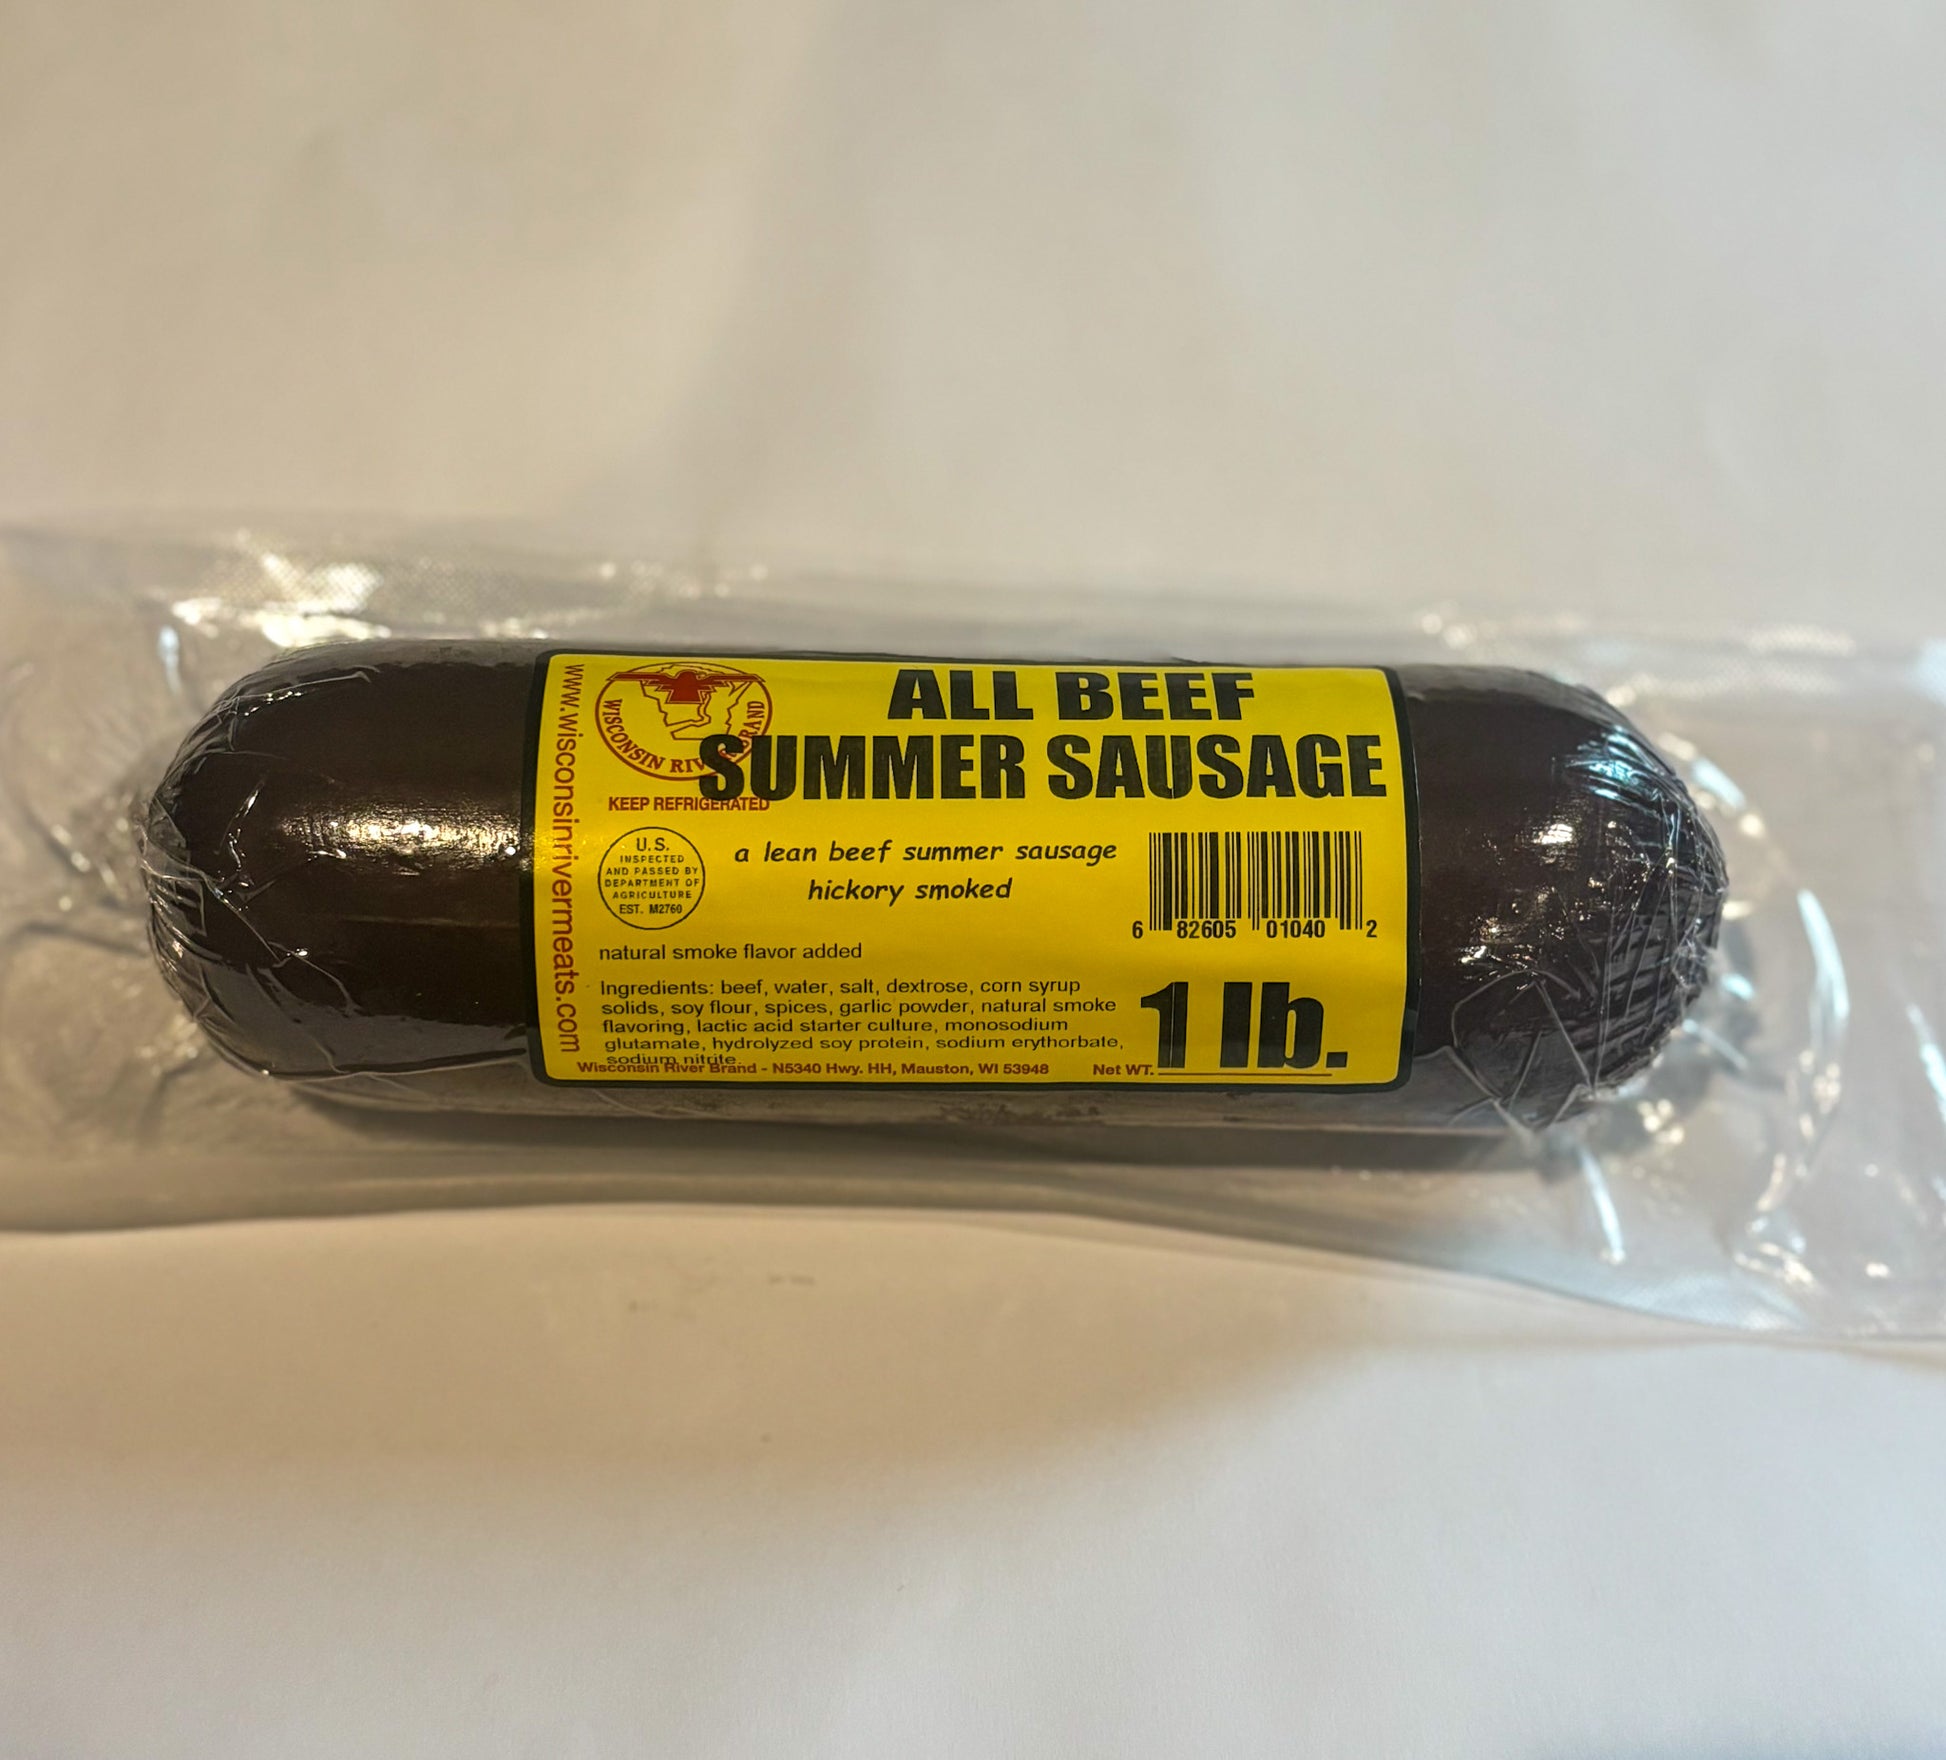 www.wisconsinrivermeats.com
WISCONSIN RIVER BRAND
KEEP REFRIGERATED
ALL BEEF
SUMMER SAUSAGE
U.S.
INSPECTED
AND PASSED BY
DEPARTMENT OF
AGRICULTURE
EST. M2760
a lean beef summer sausage
hickory smoked
6 82605 01040 2
natural smoke flavor added
Ingredients: beef, water, salt, dextrose, corn syrup
solids, soy flour, spices, garlic powder, natural smoke
flavoring, lactic acid starter culture, monosodium
glutamate, hydrolyzed soy protein, sodium erythorbate,
sodium nitrite.
Wisconsin River Brand - N5340 Hwy. HH, Mauston, WI 53948
Net WT. 1 lb.